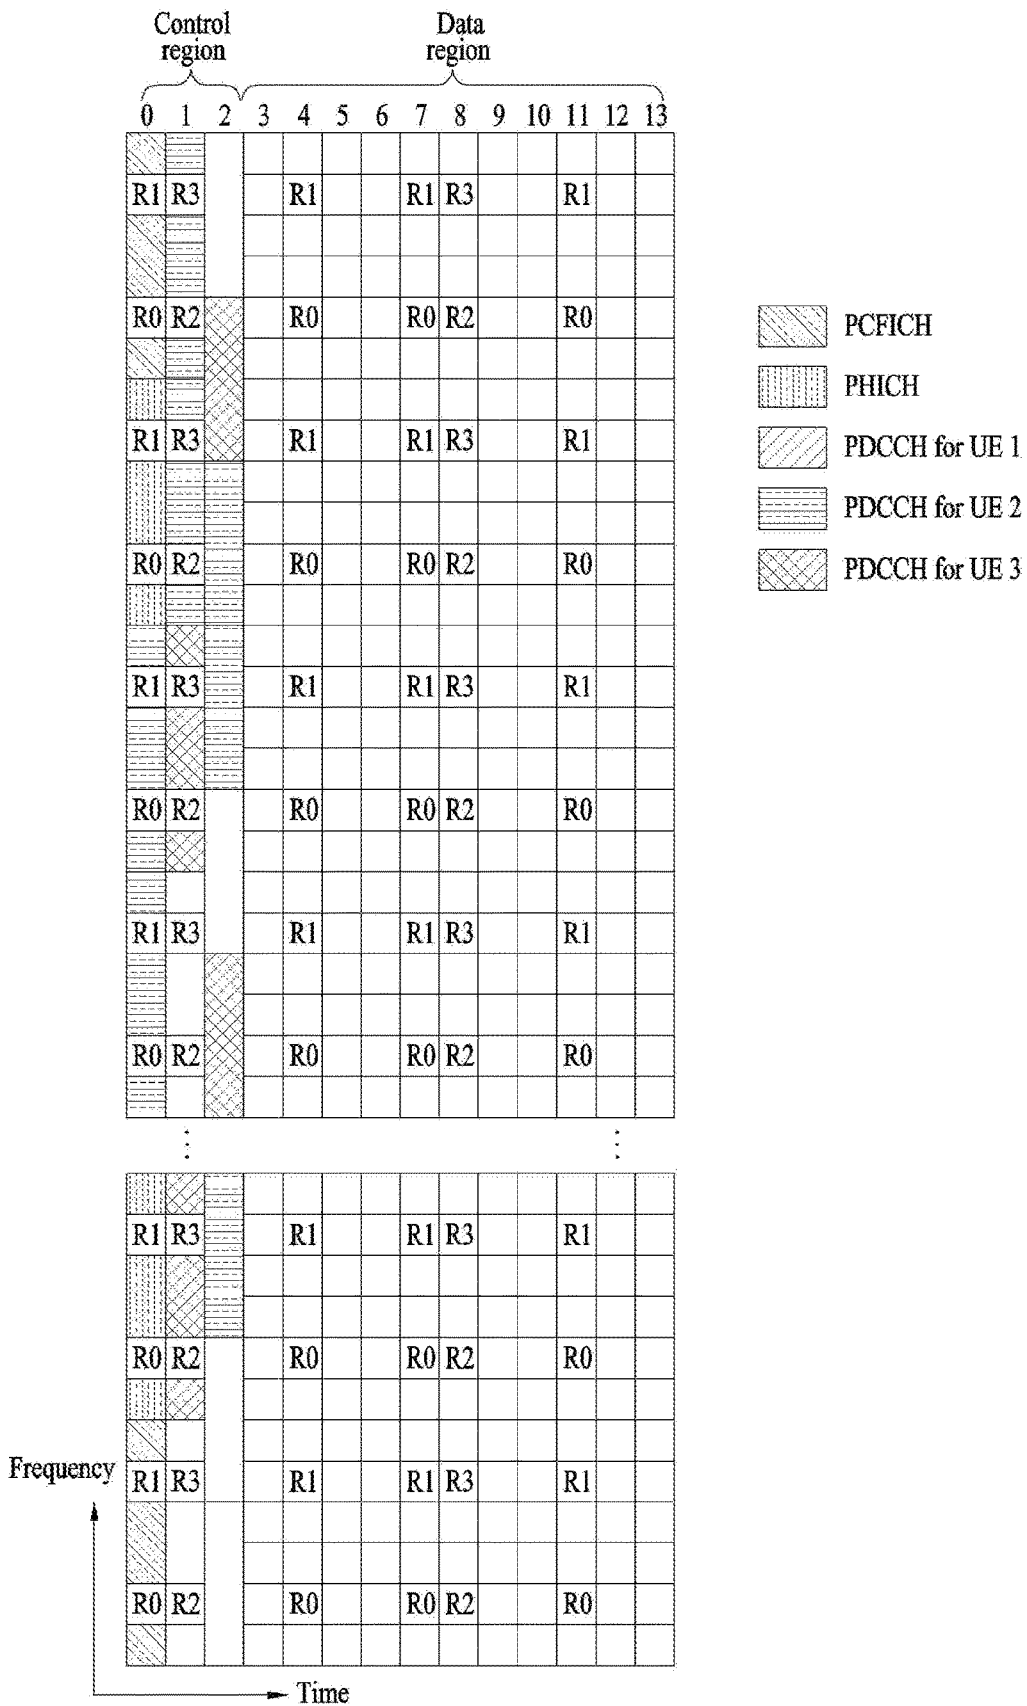 Control region
Data region
0 1 2 3 4 5 6 7 8 9 10 11 12 13
R1 R3 R1 R1 R3 R1
R0 R2 R0 R0 R2 R0
PCFICH
PHICH
R1 R3 R1 R1 R3 R1
PDCCH for UE 1
PDCCH for UE 2
R0 R2 R0 R0 R2 R0
PDCCH for UE 3
R1 R3 R1 R1 R3 R1
R0 R2 R0 R0 R2 R0
R1 R3 R1 R1 R3 R1
R0 R2 R0 R0 R2 R0
R1 R3 R1 R1 R3 R1
R0 R2 R0 R0 R2 R0
Frequency
R1 R3 R1 R1 R3 R1
R0 R2 R0 R0 R2 R0
Time